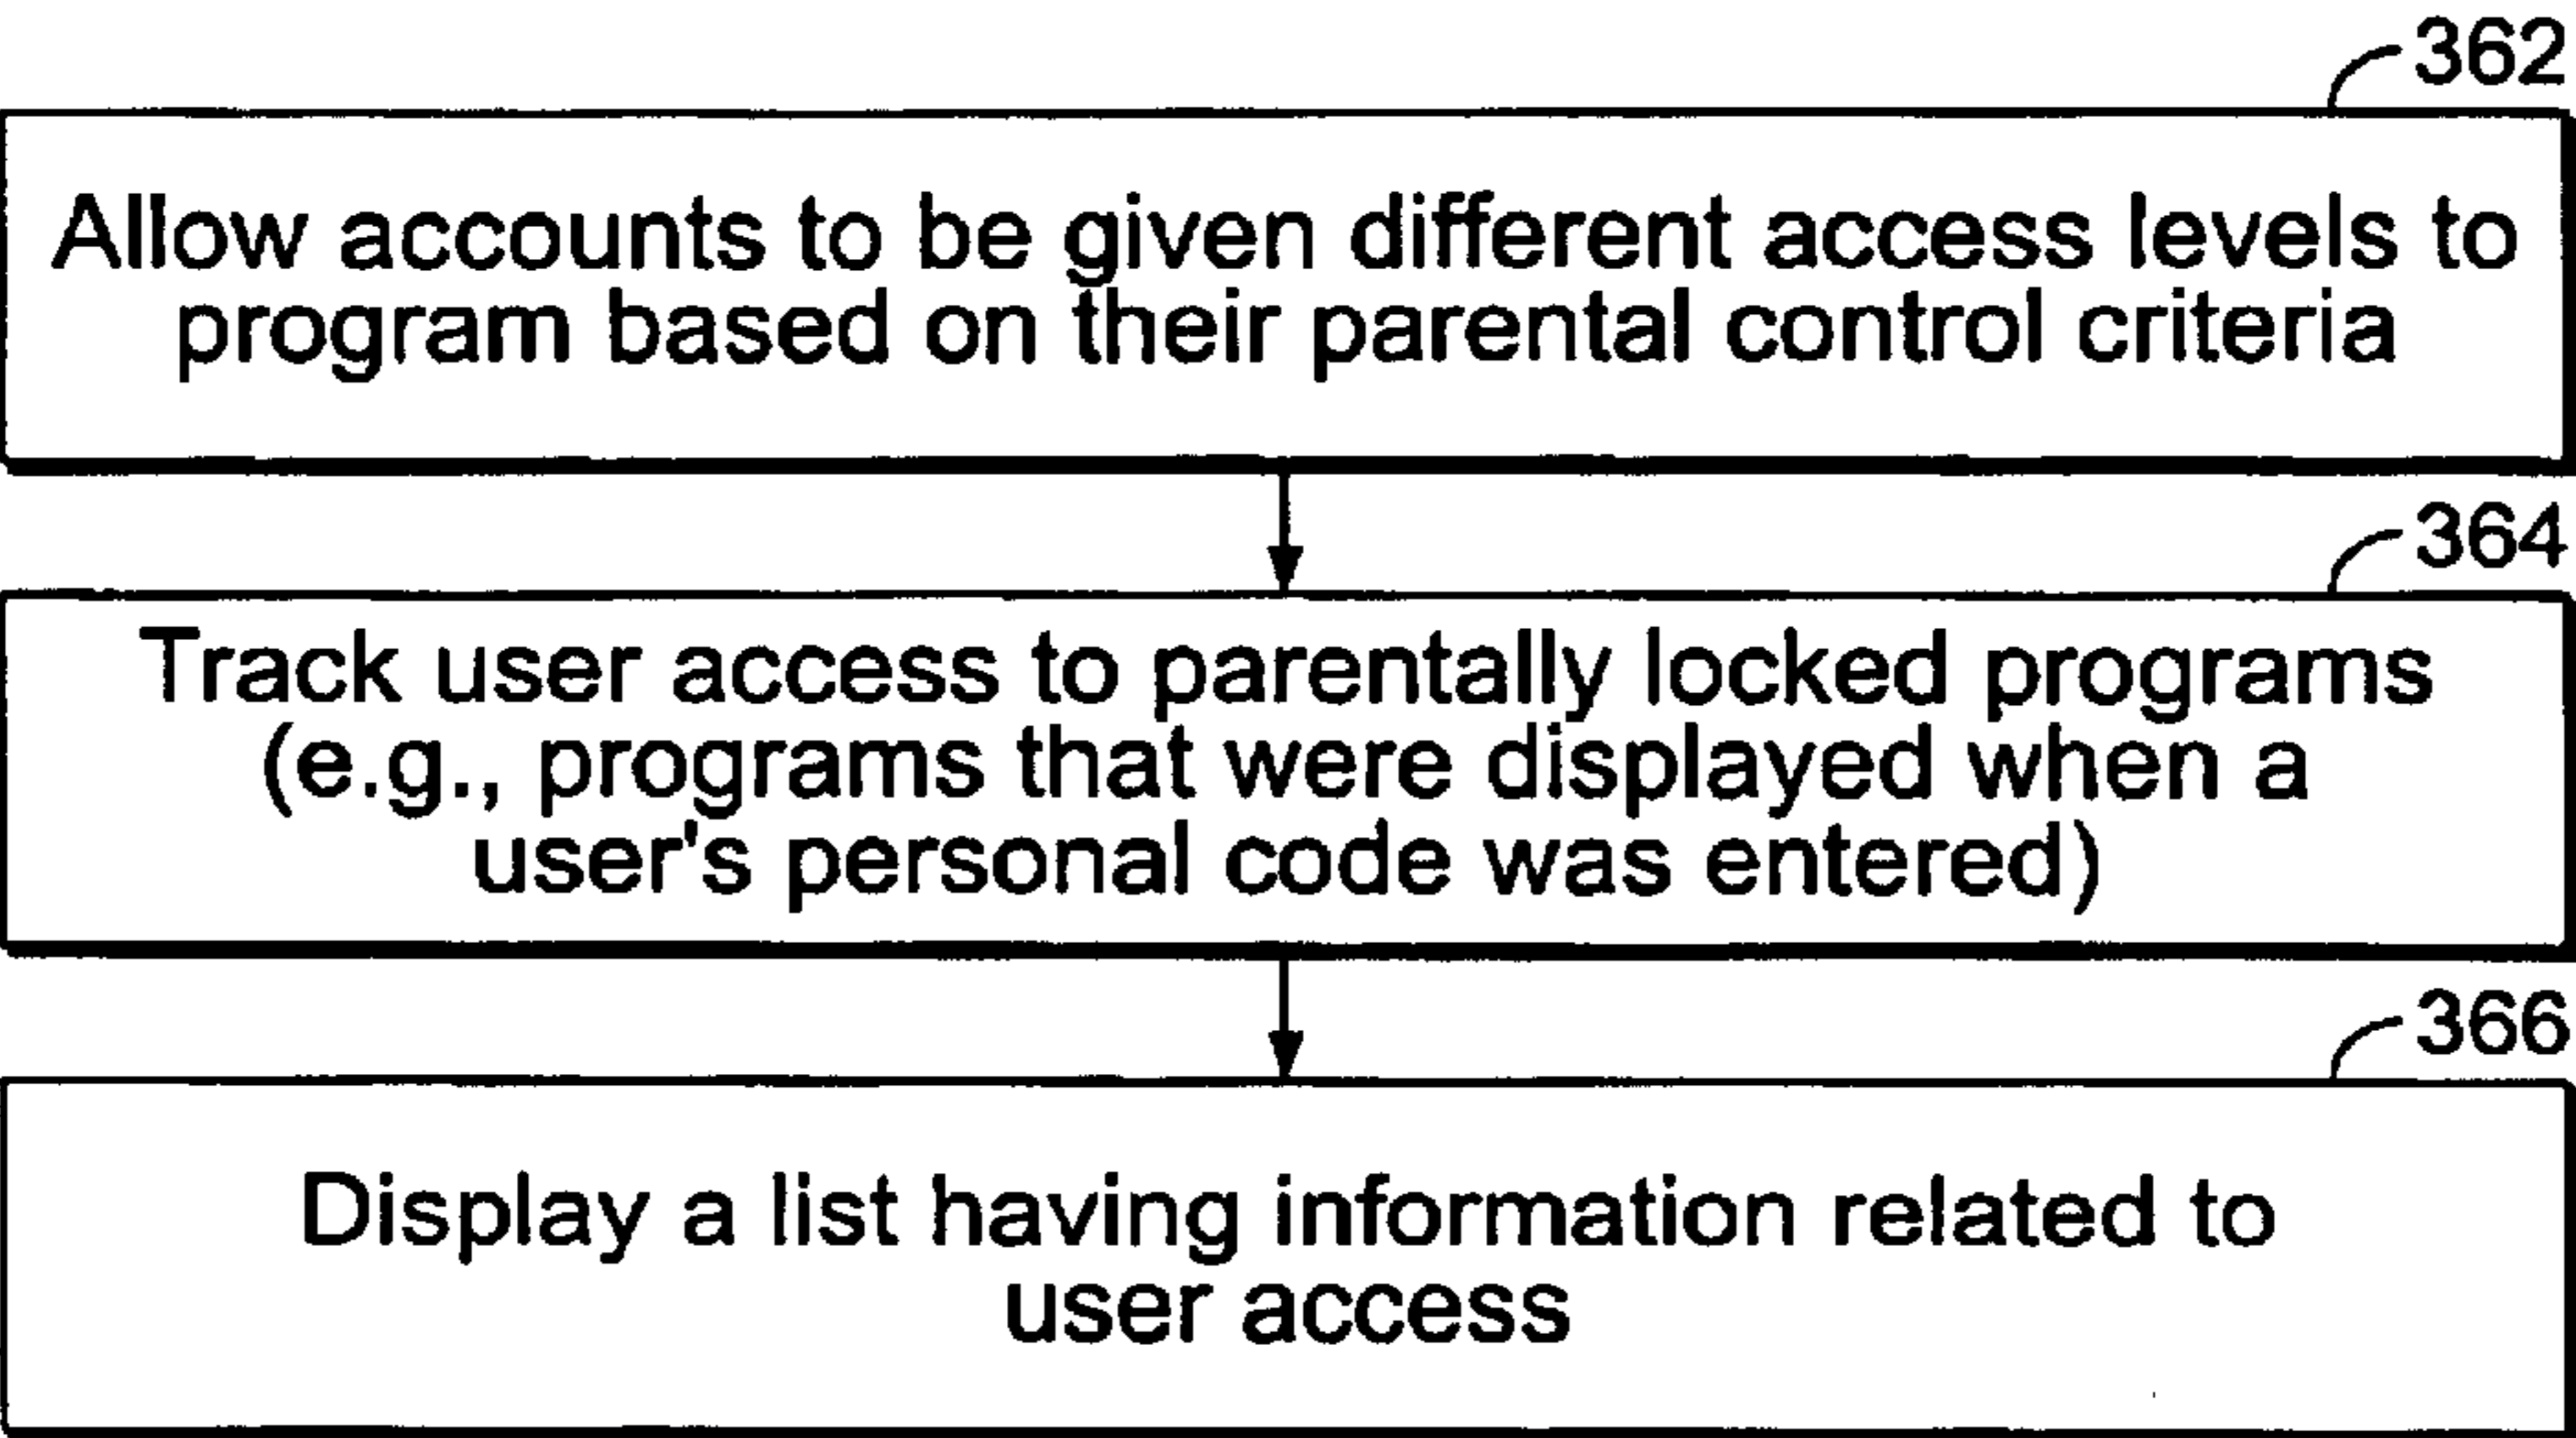 362
Allow accounts to be given different access levels to
program based on their parental control criteria
364
Track user access to parentally locked programs
(e.g., programs that were displayed when a
user's personal code was entered)
366
Display a list having information related to
user access